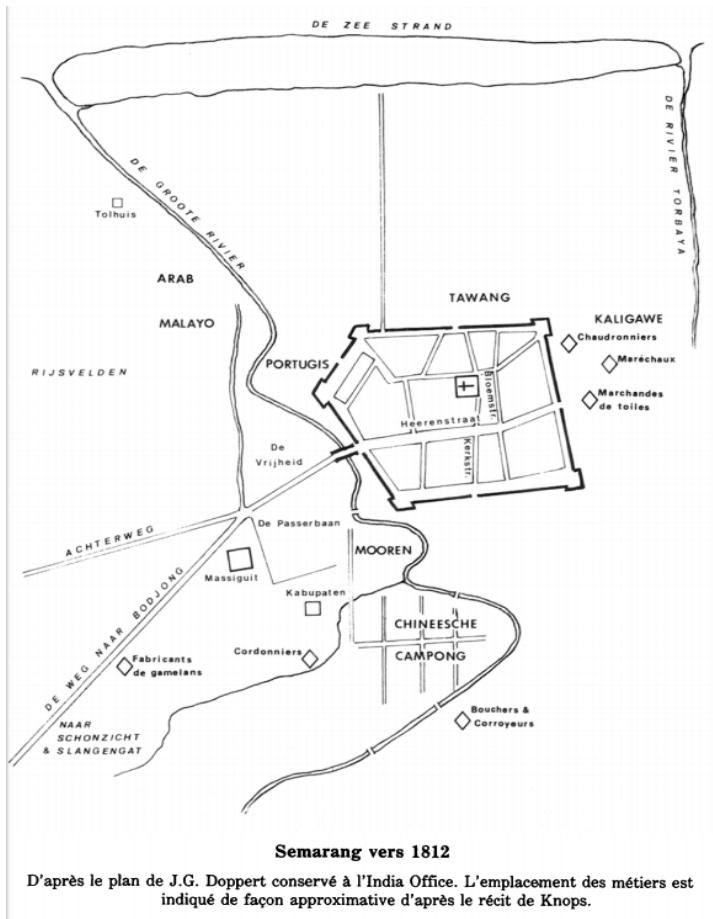 DE ZEE STRAND
DE RIVIER TORBAYA
DE GROOTE RIVIER
Tolhuis
ARAB
MALAYO
TAWANG
KALIGAWE
Chaudronniers
Maréchaux
PORTUGIS
RIJSVELDEN
Bloemstr.
Marchandes
de toiles
Heerenstraat
De
Vrijheid
Kerkstr.
De Passerbaan
ACHTERWEG
MOOREN
Massiguit
Kabupaten
CHINEESCHE
CAMPONG
DE WEG NAAR BODJONG
Cordonniers
Fabricants
de gamelans
Bouchers &
Corroyeurs
NAAR
SCHONZICHT
& SLANGENGAT
Semarang vers 1812
D'après le plan de J.G. Doppert conservé à l'India Office. L'emplacement des métiers est
indiqué de façon approximative d'après le récit de Knops.